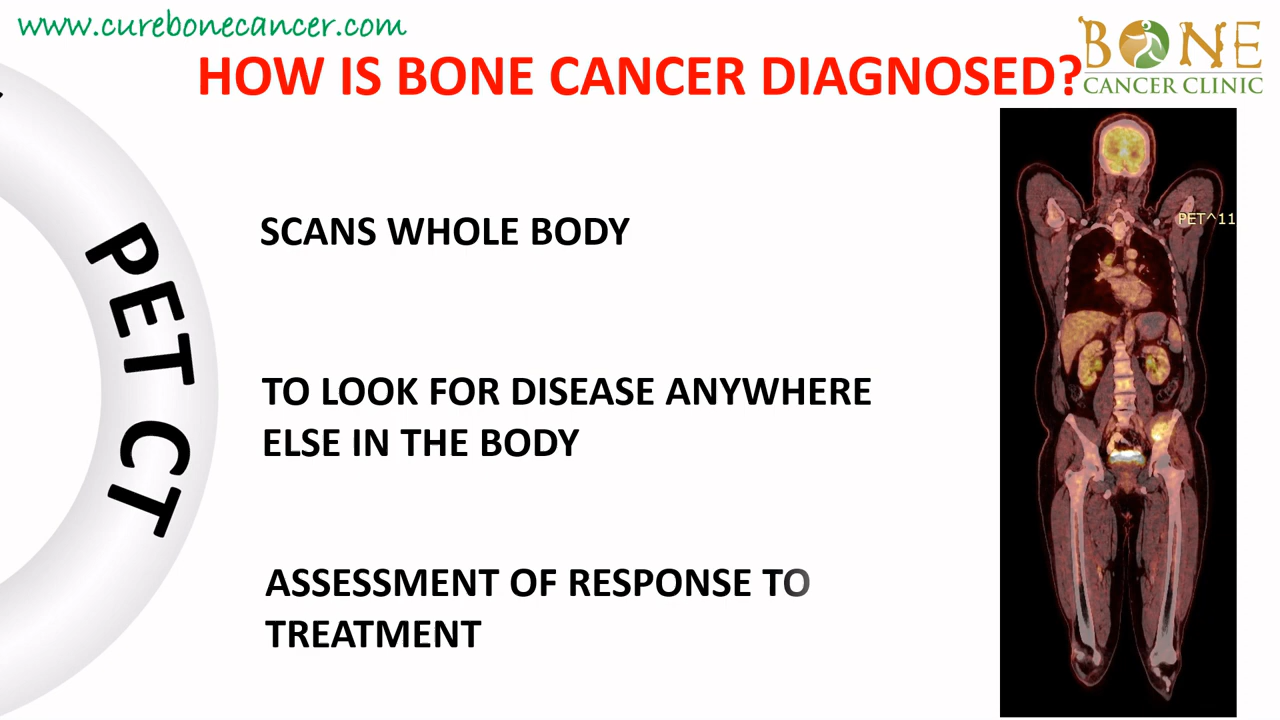 www.curebonecancer.com
HOW IS BONE CANCER DIAGNOSED?
BONE
CANCER CLINIC
PET CT
SCANS WHOLE BODY
TO LOOK FOR DISEASE ANYWHERE
ELSE IN THE BODY
ASSESSMENT OF RESPONSE TO
TREATMENT
PET^11